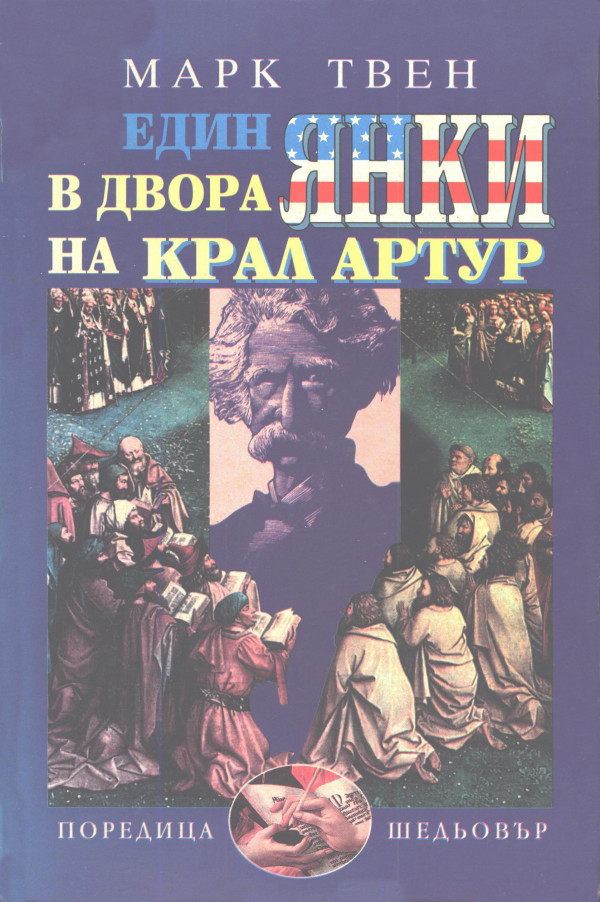 МАРК ТВЕН
ЕДИН ЯНКИ
В ДВОРА
НА КРАЛ АРТУР
ПОРЕДИЦА ШЕДЬОВЪР